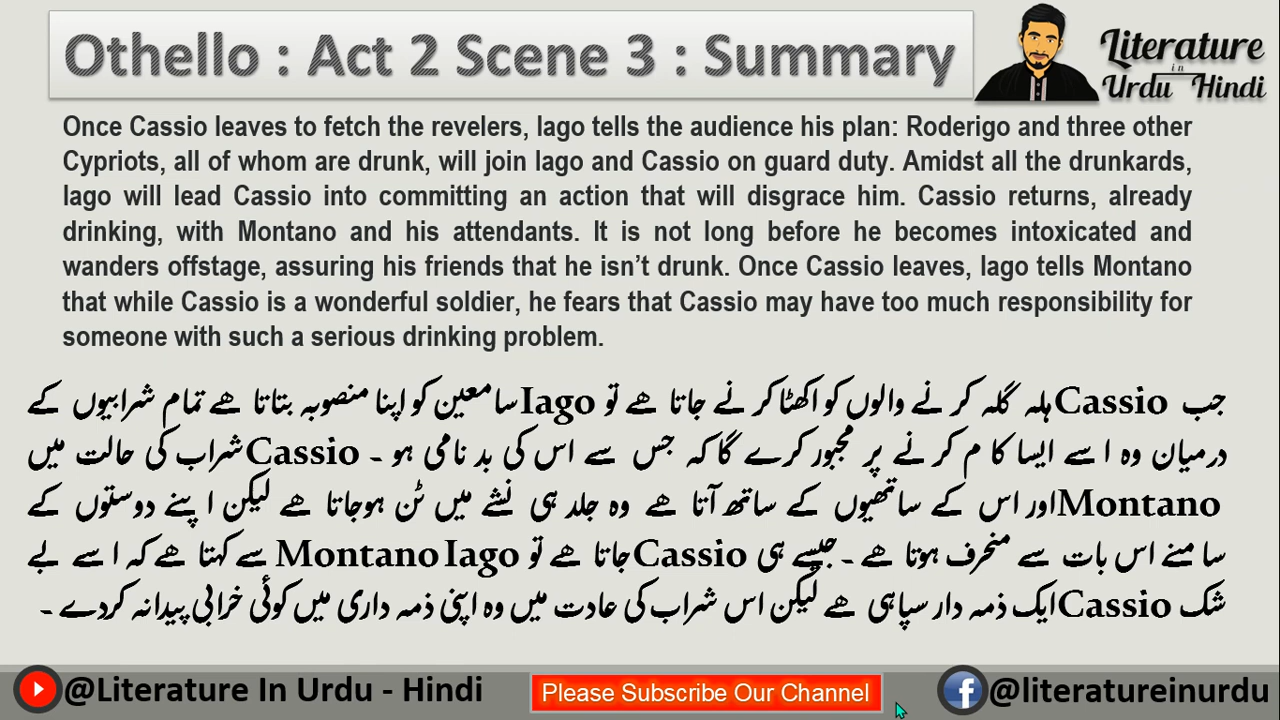 Othello : Act 2 Scene 3 : Summary
Literature
in
Urdu Hindi
Once Cassio leaves to fetch the revelers, Iago tells the audience his plan: Roderigo and three other
Cypriots, all of whom are drunk, will join Iago and Cassio on guard duty. Amidst all the drunkards,
Iago will lead Cassio into committing an action that will disgrace him. Cassio returns, already
drinking, with Montano and his attendants. It is not long before he becomes intoxicated and
wanders offstage, assuring his friends that he isn’t drunk. Once Cassio leaves, Iago tells Montano
that while Cassio is a wonderful soldier, he fears that Cassio may have too much responsibility for
someone with such a serious drinking problem.
جب Cassio ہلہ گلہ کرنے والوں کو اکھٹا کرنے جاتا ھے تو Iago سامعین کو اپنا منصوبہ بتاتا ھے تمام شرابیوں کے
درمیان وہ اسے ایسا کام کرنے پر مجبور کرے گا کہ جس سے اس کی بدنامی ہو ۔ Cassio شراب کی حالت میں
Montano اور اس کے ساتھیوں کے ساتھ آتا ھے وہ جلد ہی نشے میں ٹن ہوجاتا ھے لیکن اپنے دوستوں کے
سامنے اس بات سے منحرف ہوتا ھے ۔ جیسے ہی Cassio جاتا ھے تو Montano Iago سے کہتا ھے کہ اسے بے
شک Cassio ایک ذمہ دار سپاہی ھے لیکن اس شراب کی عادت میں وہ اپنی ذمہ داری میں کوئی خرابی پیدا نہ کردے ۔
@Literature In Urdu - Hindi
Please Subscribe Our Channel
@literatureinurdu